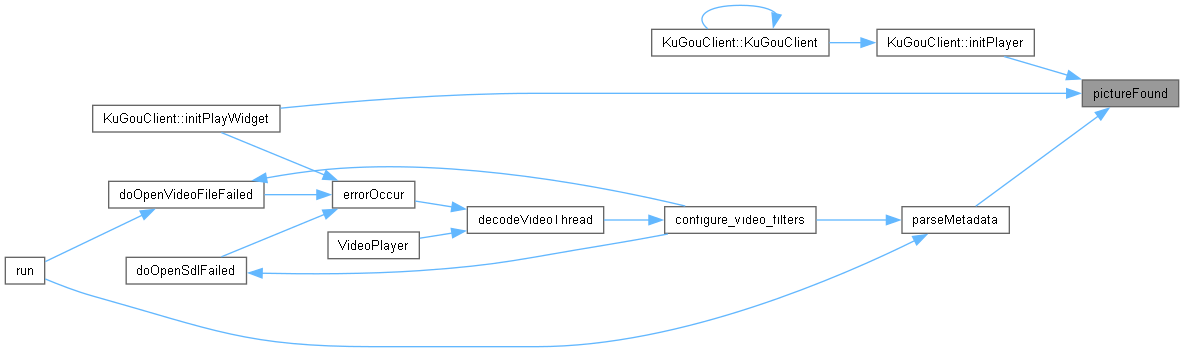 KuGouClient::KuGouClient
KuGouClient::initPlayer
pictureFound
KuGouClient::initPlayWidget
doOpenVideoFileFailed
errorOccur
decodeVideoThread
configure_video_filters
parseMetadata
VideoPlayer
run
doOpenSdlFailed